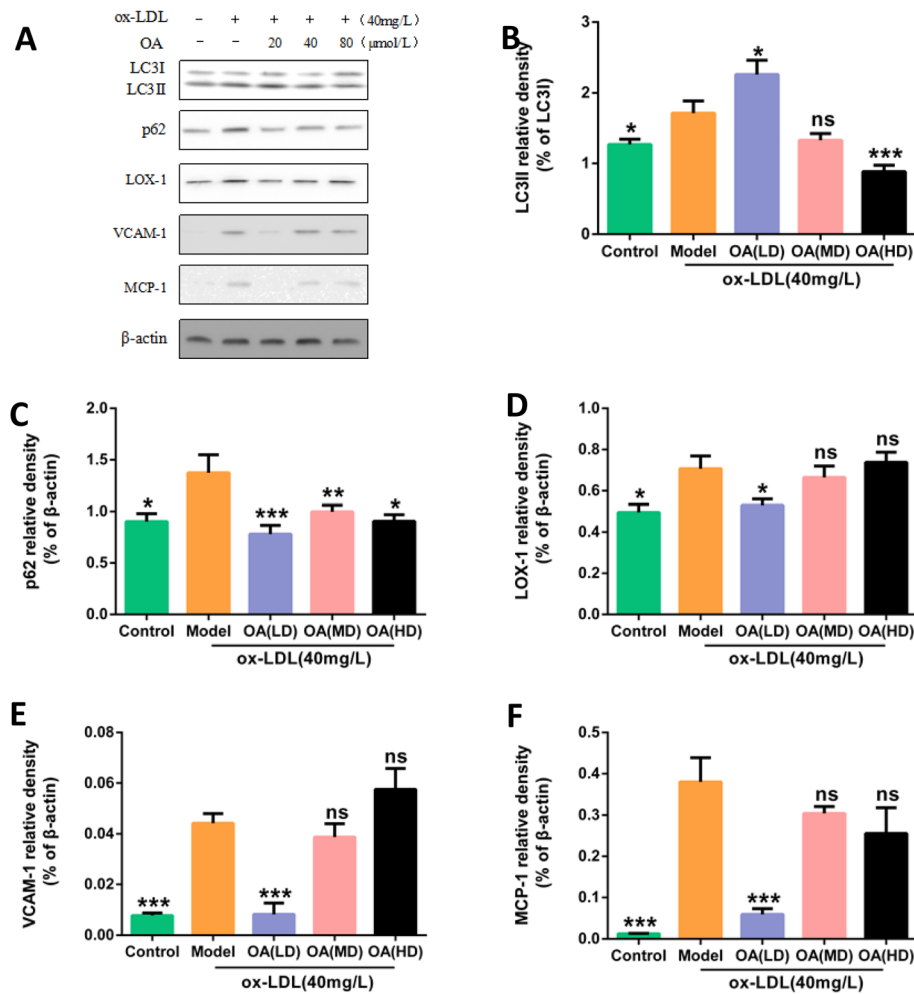 A
ox-LDL - + + + + (40mg/L)
OA - - 20 40 80 (μmol/L)
LC3I
LC3II
p62
LOX-1
VCAM-1
MCP-1
β-actin
B
LC3II relative density
(% of LC3I)
3
2
1
0
*
*
ns
***
Control Model OA(LD) OA(MD) OA(HD)
ox-LDL(40mg/L)
C
p62 relative density
(% of β-actin)
2.0
1.5
1.0
0.5
0.0
*
***
**
*
Control Model OA(LD) OA(MD) OA(HD)
ox-LDL(40mg/L)
D
LOX-1 relative density
(% of β-actin)
1.0
0.8
0.6
0.4
0.2
0.0
*
*
ns
ns
Control Model OA(LD) OA(MD) OA(HD)
ox-LDL(40mg/L)
E
VCAM-1 relative density
(% of β-actin)
0.08
0.06
0.04
0.02
0.00
***
***
ns
ns
Control Model OA(LD) OA(MD) OA(HD)
ox-LDL(40mg/L)
F
MCP-1 relative density
(% of β-actin)
0.5
0.4
0.3
0.2
0.1
0.0
***
***
ns
ns
Control Model OA(LD) OA(MD) OA(HD)
ox-LDL(40mg/L)